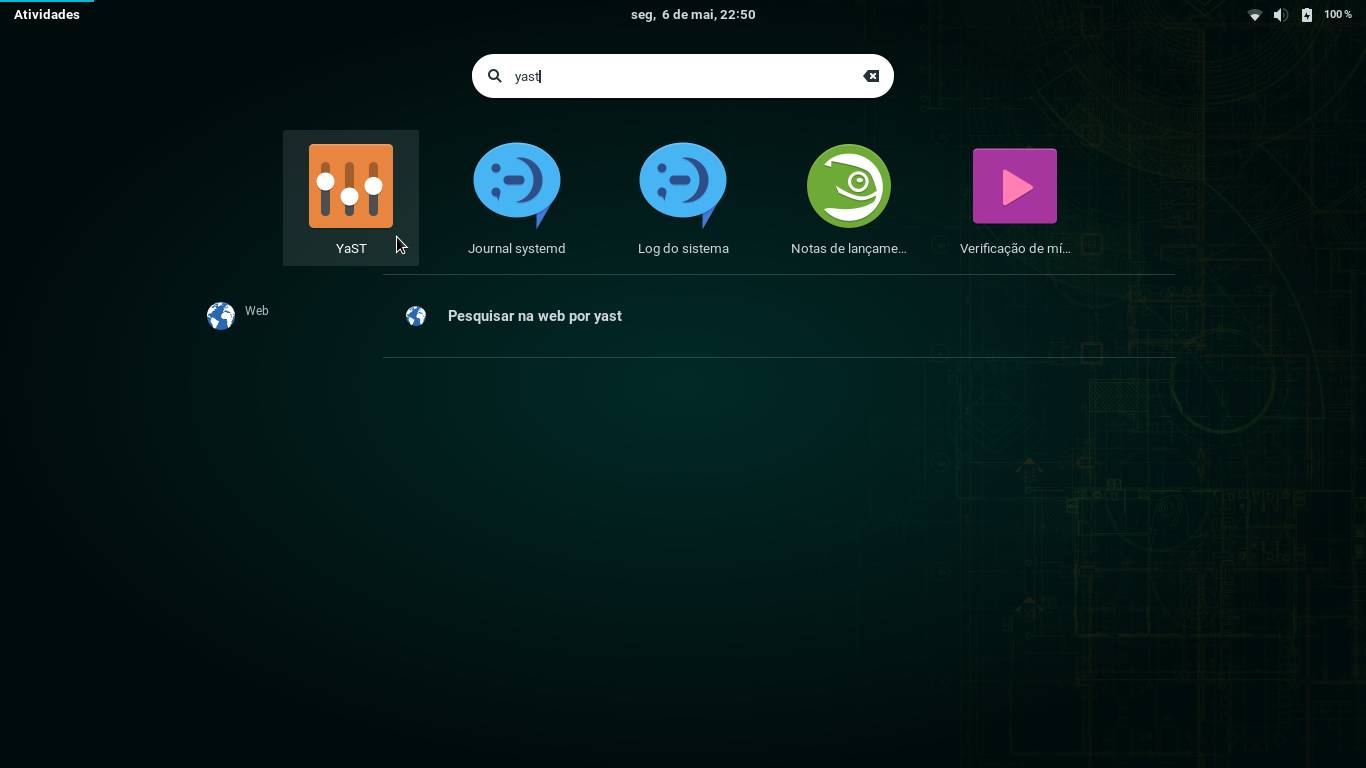 Atividades
seg, 6 de mai, 22:50
100 %
yast
YaST
Journal systemd
Log do sistema
Notas de lançame...
Verificação de mí...
Web
Pesquisar na web por yast